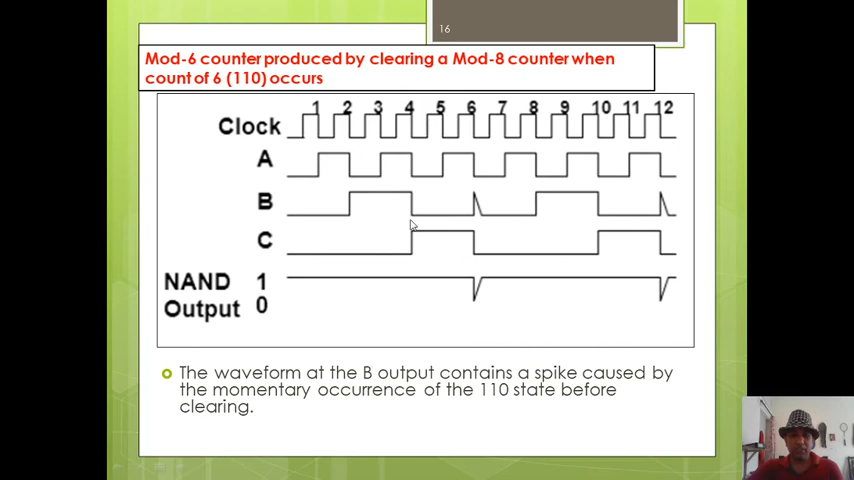 16
Mod-6 counter produced by clearing a Mod-8 counter when
count of 6 (110) occurs
1 2 3 4 5 6 7 8 9 10 11 12
Clock
A
B
C
NAND 1
Output 0
The waveform at the B output contains a spike caused by
the momentary occurrence of the 110 state before
clearing.